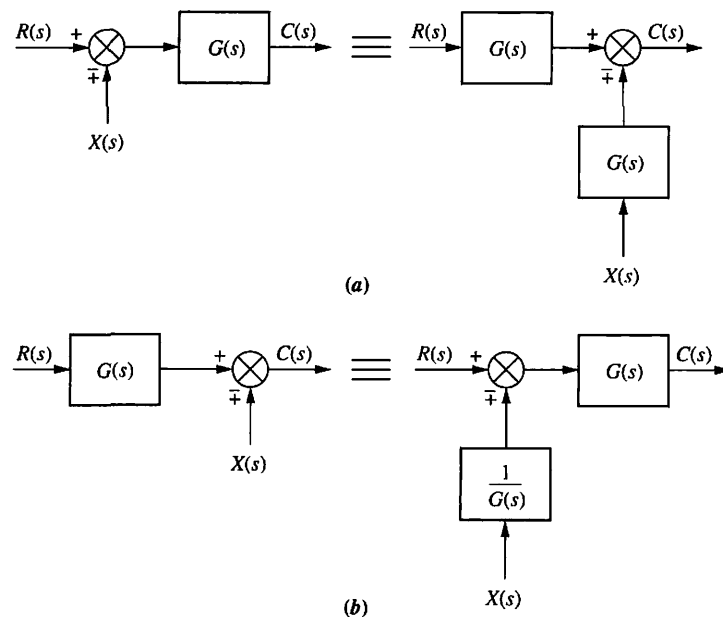 R(s) + G(s) C(s) ≡ R(s) G(s) + C(s)
∓ ∓
X(s) G(s)
X(s)
(a)
R(s) G(s) + C(s) ≡ R(s) + G(s) C(s)
∓ ∓
X(s) 1/G(s)
X(s)
(b)